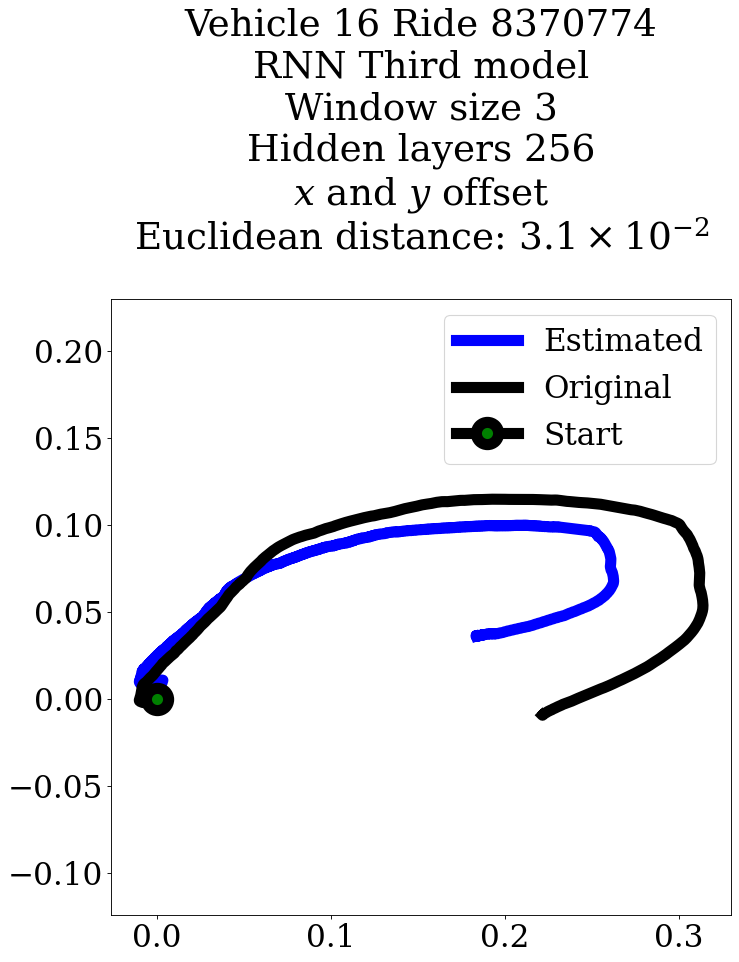 Vehicle 16 Ride 8370774
RNN Third model
Window size 3
Hidden layers 256
x and y offset
Euclidean distance: 3.1 × 10⁻²
Estimated
Original
Start
0.20
0.15
0.10
0.05
0.00
−0.05
−0.10
0.0 0.1 0.2 0.3